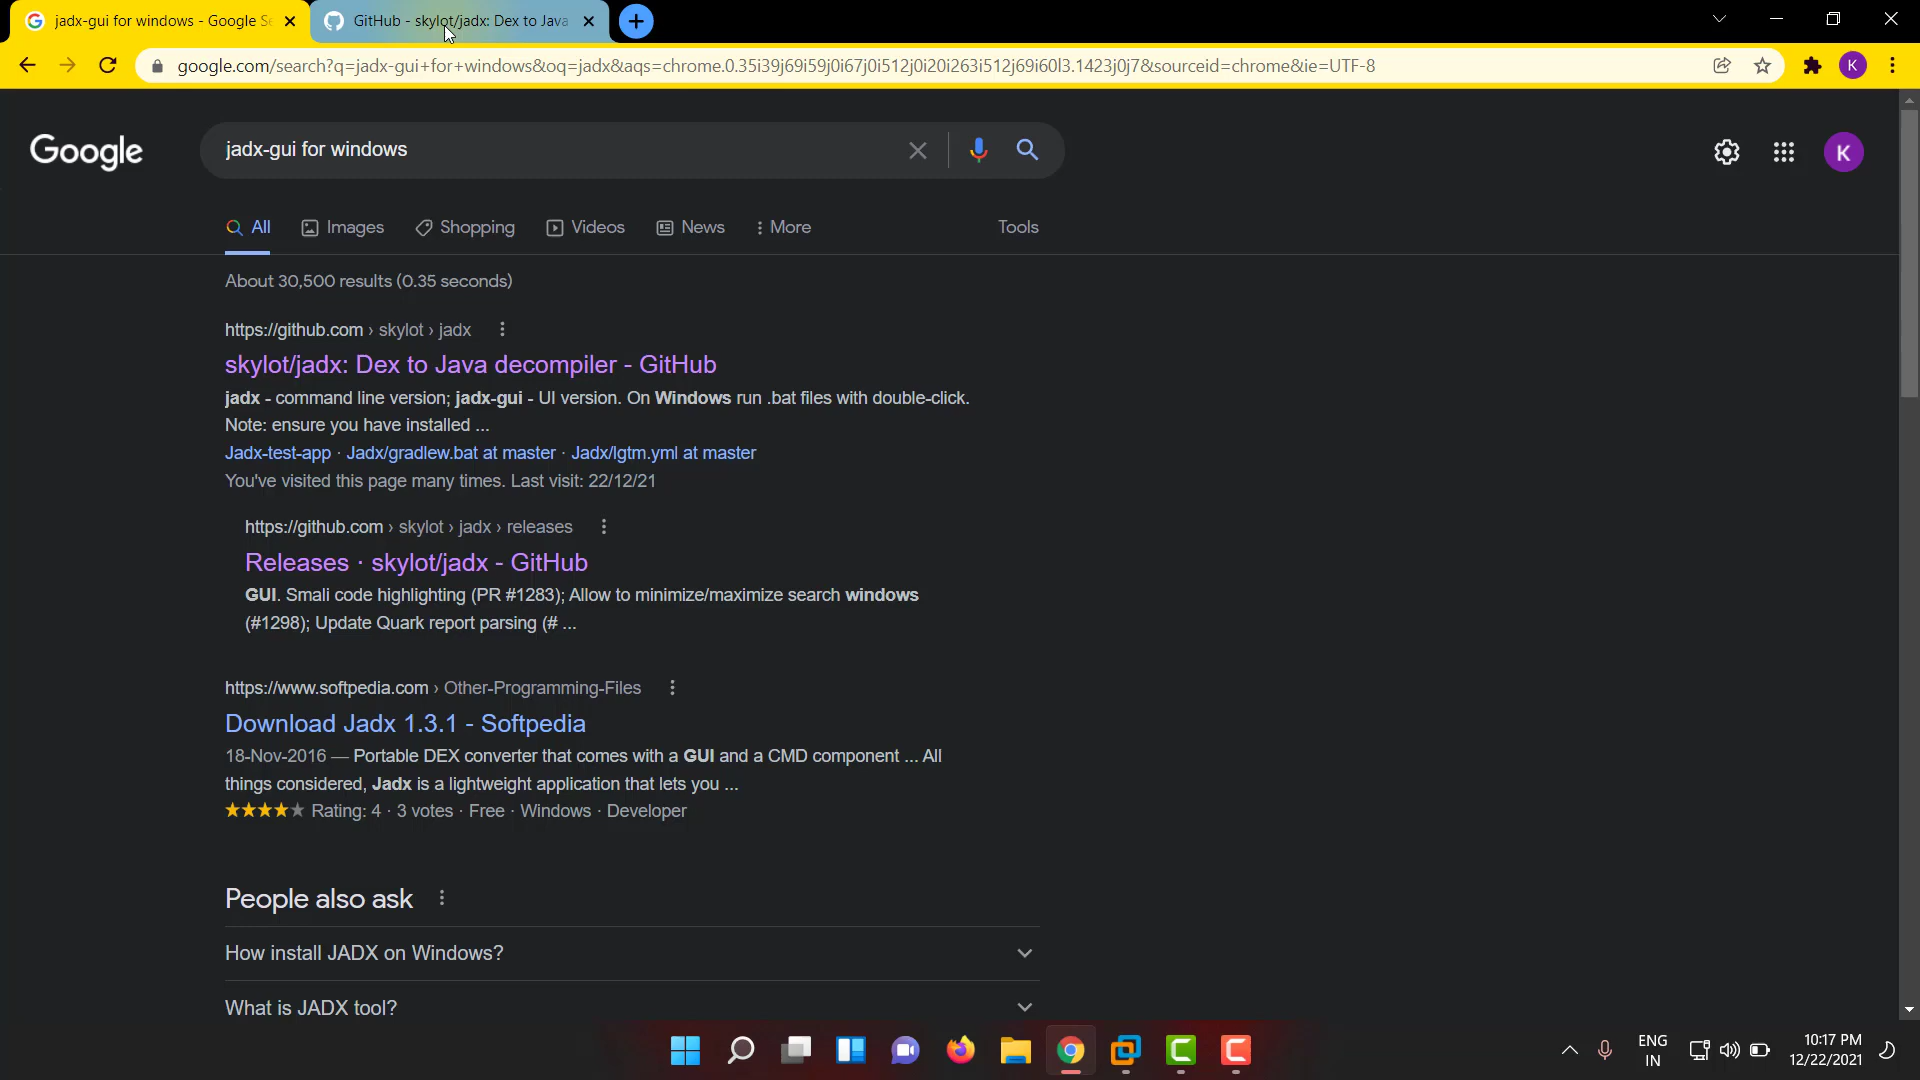 jadx-gui for windows - Google Se
GitHub - skylot/jadx: Dex to Java
google.com/search?q=jadx-gui+for+windows&oq=jadx&aqs=chrome.0.35i39j69i59j0i67j0i512j0i20i263i512j69i60l3.1423j0j7&sourceid=chrome&ie=UTF-8
K
Google
jadx-gui for windows
K
All
Images
Shopping
Videos
News
More
Tools
About 30,500 results (0.35 seconds)
https://github.com › skylot › jadx
skylot/jadx: Dex to Java decompiler - GitHub
jadx - command line version; jadx-gui - UI version. On Windows run .bat files with double-click.
Note: ensure you have installed ...
Jadx-test-app · Jadx/gradlew.bat at master · Jadx/lgtm.yml at master
You've visited this page many times. Last visit: 22/12/21
https://github.com › skylot › jadx › releases
Releases · skylot/jadx - GitHub
GUI. Smali code highlighting (PR #1283); Allow to minimize/maximize search windows
(#1298); Update Quark report parsing (# ...
https://www.softpedia.com › Other-Programming-Files
Download Jadx 1.3.1 - Softpedia
18-Nov-2016 — Portable DEX converter that comes with a GUI and a CMD component ... All
things considered, Jadx is a lightweight application that lets you ...
Rating: 4 · 3 votes · Free · Windows · Developer
People also ask
How install JADX on Windows?
What is JADX tool?
ENG
IN
10:17 PM
12/22/2021